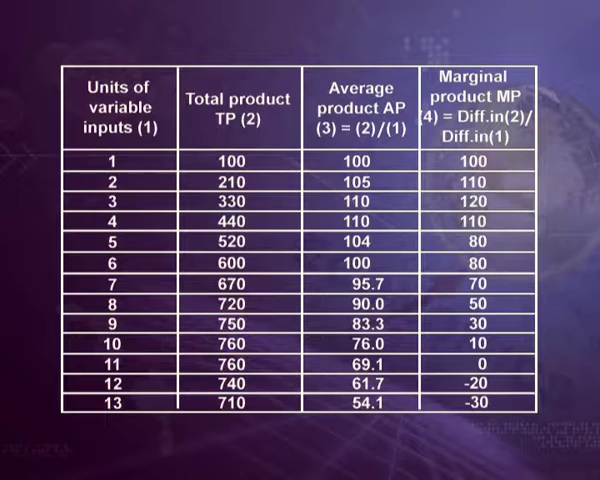 Units of variable inputs (1) Total product TP (2) Average product AP (3) = (2)/(1) Marginal product MP (4) = Diff.in(2)/ Diff.in(1)
1 100 100 100
2 210 105 110
3 330 110 120
4 440 110 110
5 520 104 80
6 600 100 80
7 670 95.7 70
8 720 90.0 50
9 750 83.3 30
10 760 76.0 10
11 760 69.1 0
12 740 61.7 -20
13 710 54.1 -30